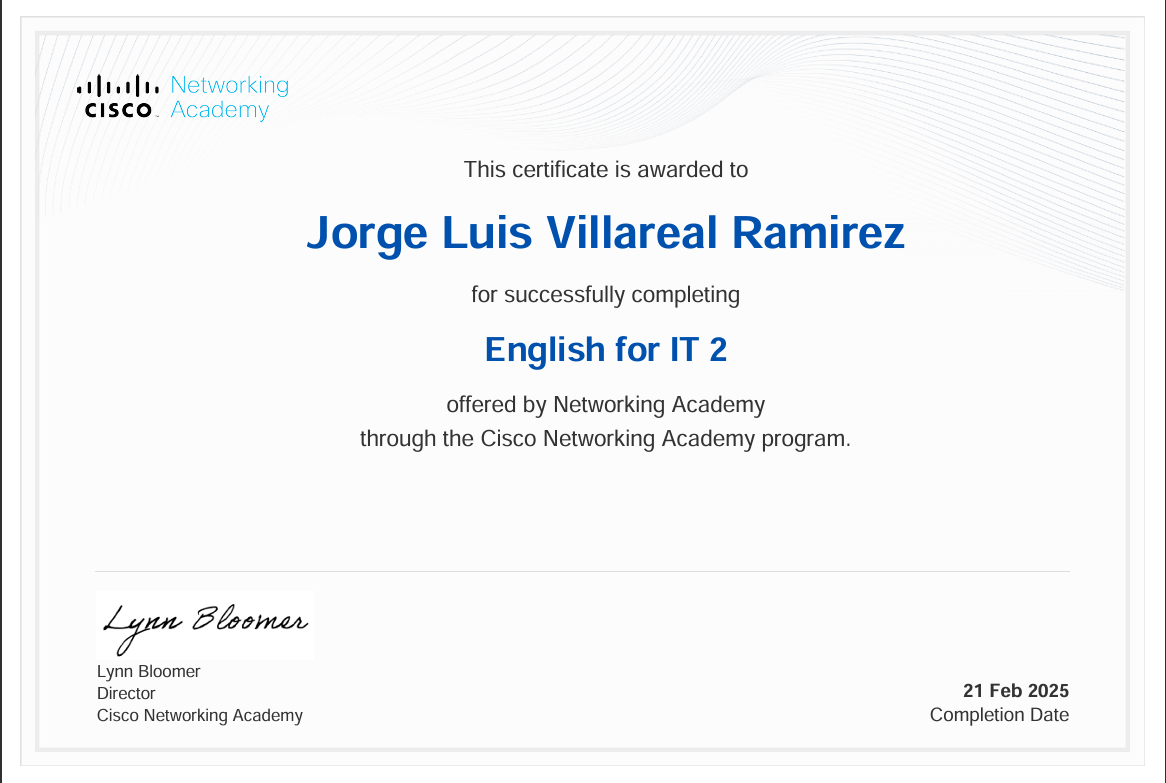 CISCO Networking
Academy
This certificate is awarded to
Jorge Luis Villareal Ramirez
for successfully completing
English for IT 2
offered by Networking Academy
through the Cisco Networking Academy program.
Lynn Bloomer
Lynn Bloomer
Director
Cisco Networking Academy
21 Feb 2025
Completion Date